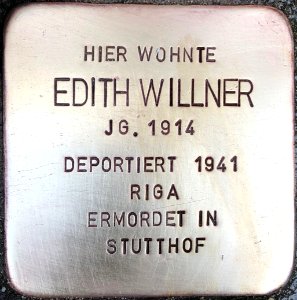 HIER WOHNTE
EDITH WILLNER
JG. 1914
DEPORTIERT 1941
RIGA
ERMORDET IN
STUTTHOF